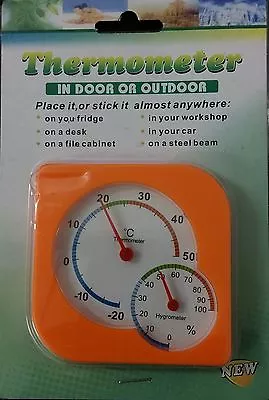 Thermometer
IN DOOR OR OUTDOOR
Place it,or stick it almost anywhere:
• on you fridge • in your workshop
• on a desk • in your car
• on a file cabinet • on a steel beam
20 30
10 40
0 50
-10 -20
°C
Thermometer
50 60
40 70
30 80
20 90
10 100
0
Hygrometer
%
NEW